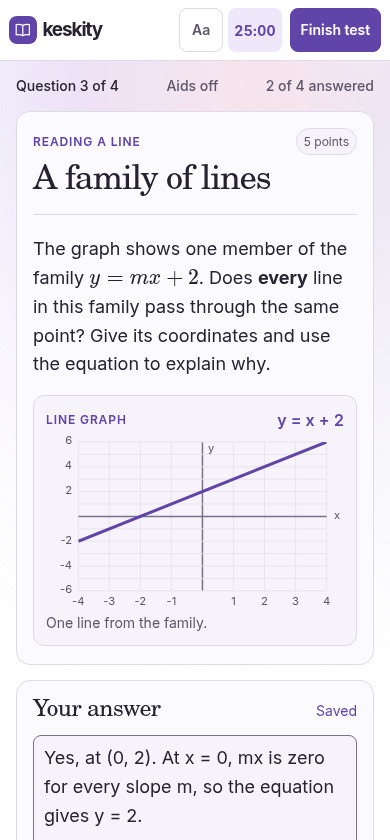 keskity
Aa
25:00
Finish test
Question 3 of 4
Aids off
2 of 4 answered
READING A LINE
5 points
A family of lines
The graph shows one member of the
family y = mx + 2. Does every line
in this family pass through the same
point? Give its coordinates and use
the equation to explain why.
LINE GRAPH
y = x + 2
6
4
2
-2
-4
-6
y
x
-4 -3 -2 -1 1 2 3 4
One line from the family.
Your answer
Saved
Yes, at (0, 2). At x = 0, mx is zero
for every slope m, so the equation
gives y = 2.